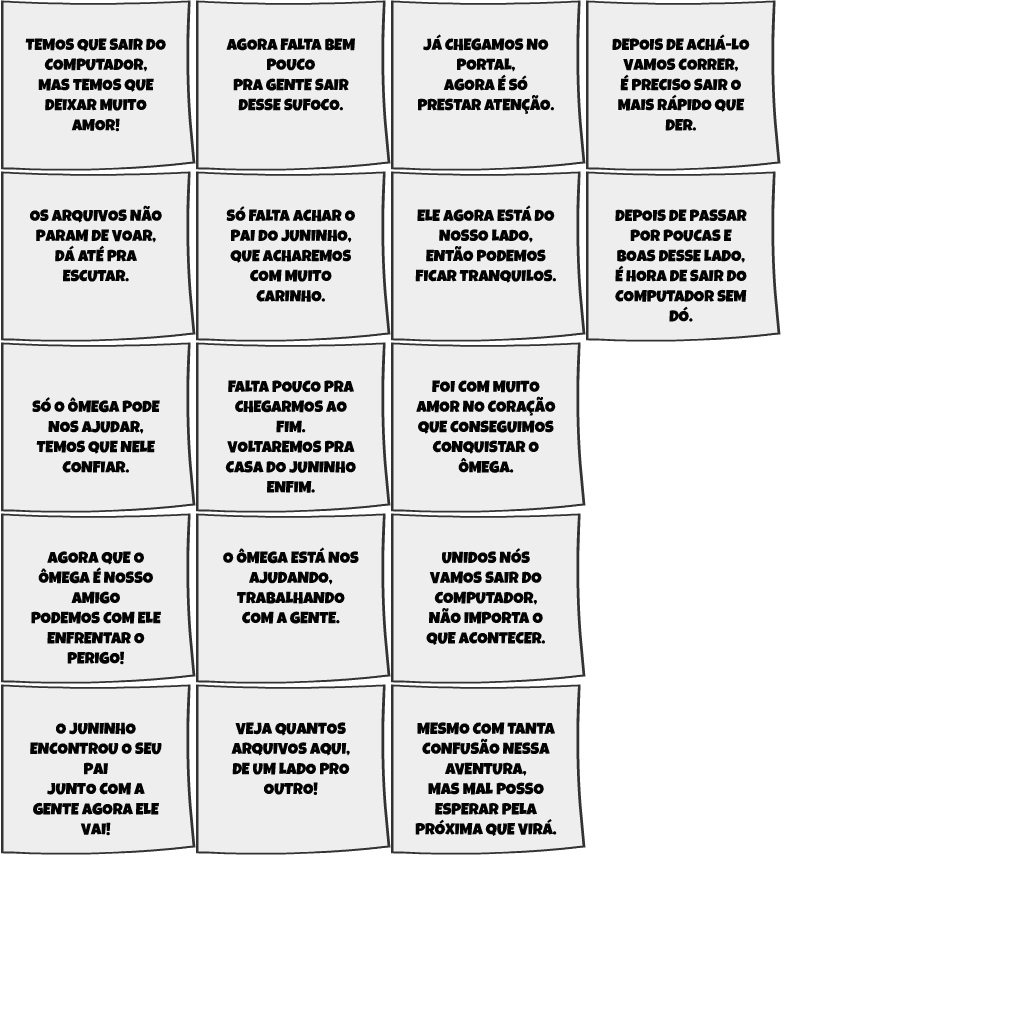 TEMOS QUE SAIR DO
COMPUTADOR,
MAS TEMOS QUE
DEIXAR MUITO
AMOR!
AGORA FALTA BEM
POUCO
PRA GENTE SAIR
DESSE SUFOCO.
JÁ CHEGAMOS NO
PORTAL,
AGORA É SÓ
PRESTAR ATENÇÃO.
DEPOIS DE ACHÁ-LO
VAMOS CORRER,
É PRECISO SAIR O
MAIS RÁPIDO QUE
DER.
OS ARQUIVOS NÃO
PARAM DE VOAR,
DÁ ATÉ PRA
ESCUTAR.
SÓ FALTA ACHAR O
PAI DO JUNINHO,
QUE ACHAREMOS
COM MUITO
CARINHO.
ELE AGORA ESTÁ DO
NOSSO LADO,
ENTÃO PODEMOS
FICAR TRANQUILOS.
DEPOIS DE PASSAR
POR POUCAS E
BOAS DESSE LADO,
É HORA DE SAIR DO
COMPUTADOR SEM
DÓ.
SÓ O ÔMEGA PODE
NOS AJUDAR,
TEMOS QUE NELE
CONFIAR.
FALTA POUCO PRA
CHEGARMOS AO
FIM.
VOLTAREMOS PRA
CASA DO JUNINHO
ENFIM.
FOI COM MUITO
AMOR NO CORAÇÃO
QUE CONSEGUIMOS
CONQUISTAR O
ÔMEGA.
AGORA QUE O
ÔMEGA É NOSSO
AMIGO
PODEMOS COM ELE
ENFRENTAR O
PERIGO!
O ÔMEGA ESTÁ NOS
AJUDANDO,
TRABALHANDO
COM A GENTE.
UNIDOS NÓS
VAMOS SAIR DO
COMPUTADOR,
NÃO IMPORTA O
QUE ACONTECER.
O JUNINHO
ENCONTROU O SEU
PAI
JUNTO COM A
GENTE AGORA ELE
VAI!
VEJA QUANTOS
ARQUIVOS AQUI,
DE UM LADO PRO
OUTRO!
MESMO COM TANTA
CONFUSÃO NESSA
AVENTURA,
MAS MAL POSSO
ESPERAR PELA
PRÓXIMA QUE VIRÁ.